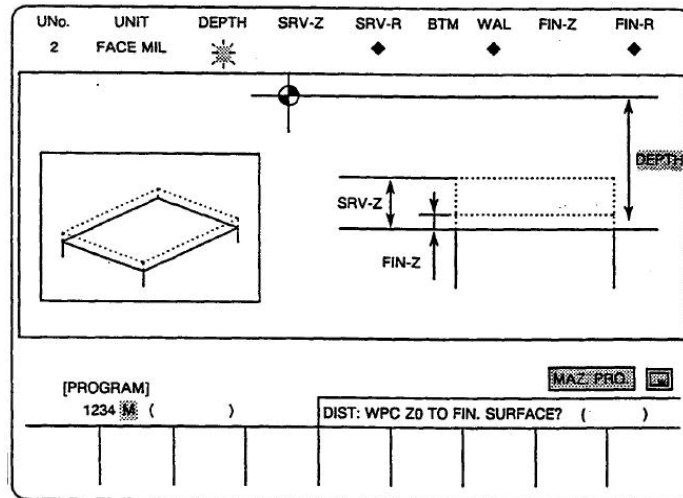 UNo. UNIT DEPTH SRV-Z SRV-R BTM WAL FIN-Z FIN-R
2 FACE MIL ◆ ◆ ◆
DEPTH
SRV-Z
FIN-Z
MAZ. PRO.
[PROGRAM]
1234 M ( )
DIST: WPC Z0 TO FIN. SURFACE? ( )